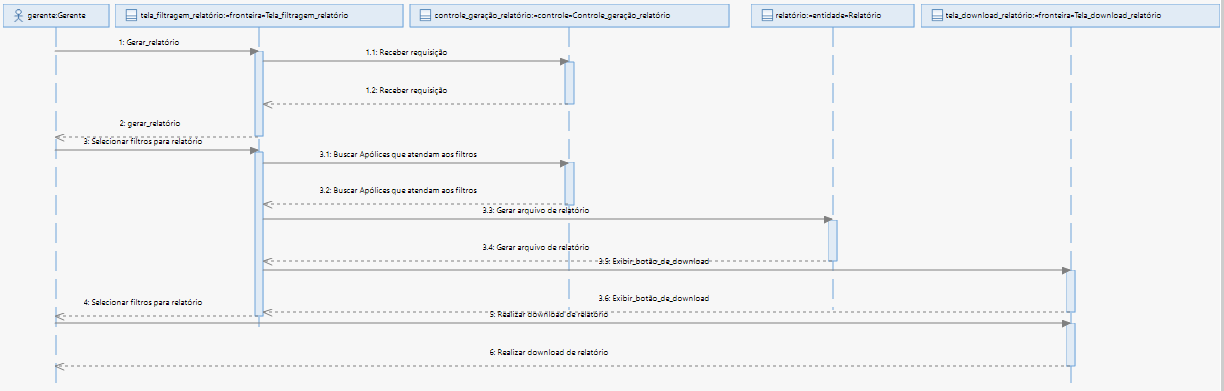 gerente:Gerente
tela_filtragem_relatório:=fronteira=Tela_filtragem_relatório
controle_geração_relatório:=controle=Controle_geração_relatório
relatório:=entidade=Relatório
tela_download_relatório:=fronteira=Tela_download_relatório
1: Gerar_relatório
1.1: Receber requisição
1.2: Receber requisição
2: gerar_relatório
3: Selecionar filtros para relatório
3.1: Buscar Apólices que atendam aos filtros
3.2: Buscar Apólices que atendam aos filtros
3.3: Gerar arquivo de relatório
3.4: Gerar arquivo de relatório
3.5: Exibir_botão_de_download
3.6: Exibir_botão_de_download
4: Selecionar filtros para relatório
5: Realizar download de relatório
6: Realizar download de relatório